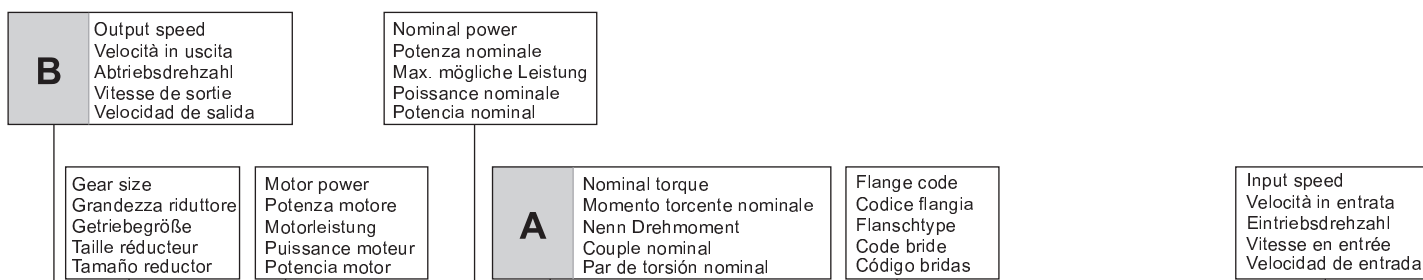 B
Output speed
Velocità in uscita
Abtriebsdrehzahl
Vitesse de sortie
Velocidad de salida
Nominal power
Potenza nominale
Max. mögliche Leistung
Poissance nominale
Potencia nominal
Gear size
Grandezza riduttore
Getriebegröße
Taille réducteur
Tamaño reductor
Motor power
Potenza motore
Motorleistung
Puissance moteur
Potencia motor
A
Nominal torque
Momento torcente nominale
Nenn Drehmoment
Couple nominal
Par de torsión nominal
Flange code
Codice flangia
Flanschtype
Code bride
Código bridas
Input speed
Velocità in entrata
Eintriebsdrehzahl
Vitesse en entrée
Velocidad de entrada